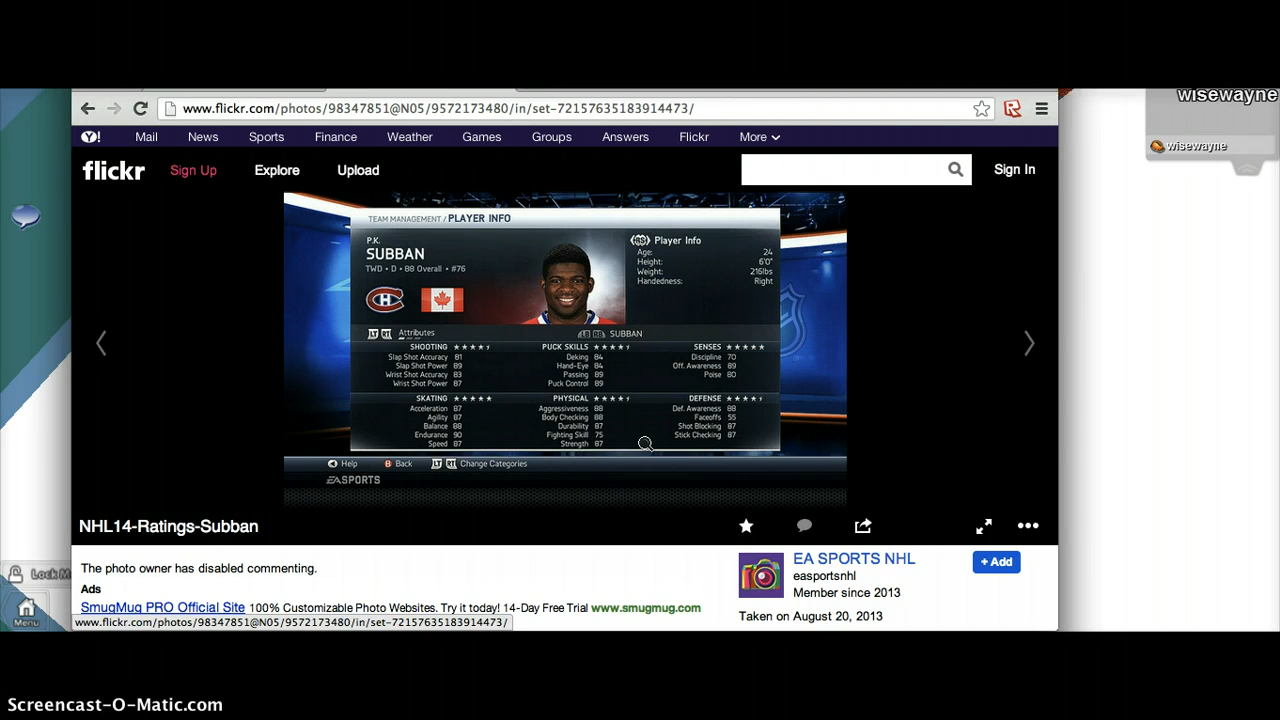 wisewayne
www.flickr.com/photos/98347851@N05/9572173480/in/set-72157635183914473/
wisewayne
Y! Mail News Sports Finance Weather Games Groups Answers Flickr More
flickr Sign Up Explore Upload Sign In
TEAM MANAGEMENT / PLAYER INFO
P.K.
SUBBAN
TWD • D • 88 Overall • #76
RS Player Info
Age: 24
Height: 6'0"
Weight: 216lbs
Handedness: Right
LT RT Attributes
LB RB SUBBAN
SHOOTING
Slap Shot Accuracy 81
Slap Shot Power 89
Wrist Shot Accuracy 83
Wrist Shot Power 87
PUCK SKILLS
Deking 84
Hand-Eye 84
Passing 89
Puck Control 89
SENSES
Discipline 70
Off. Awareness 89
Poise 80
SKATING
Acceleration 87
Agility 87
Balance 88
Endurance 90
Speed 87
PHYSICAL
Aggressiveness 88
Body Checking 88
Durability 87
Fighting Skill 75
Strength 87
DEFENSE
Def. Awareness 88
Faceoffs 55
Shot Blocking 87
Stick Checking 87
Help B Back LT RT Change Categories
EA SPORTS
NHL14-Ratings-Subban
The photo owner has disabled commenting.
Ads
SmugMug PRO Official Site 100% Customizable Photo Websites. Try it today! 14-Day Free Trial www.smugmug.com
www.flickr.com/photos/98347851@N05/9572173480/in/set-72157635183914473/
EA SPORTS NHL
+ Add
easportsnhl
Member since 2013
Taken on August 20, 2013
Lock
Menu
Screencast-O-Matic.com